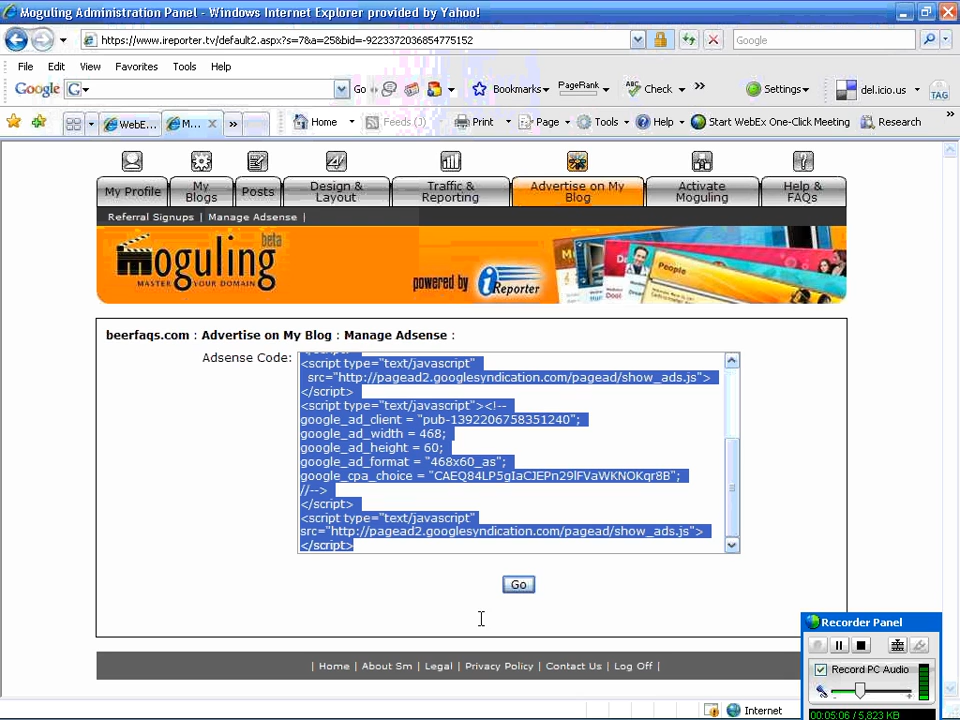 Moguling Administration Panel - Windows Internet Explorer provided by Yahoo!
https://www.ireporter.tv/default2.aspx?s=7&a=25&bid=-9223372036854775152
Google
File Edit View Favorites Tools Help
Google G Go Bookmarks PageRank ABC Check » Settings del.icio.us TAG
WebE... M... » Home Feeds (J) Print Page Tools Help Start WebEx One-Click Meeting Research »
My Profile My Blogs Posts Design & Layout Traffic & Reporting Advertise on My Blog Activate Moguling Help & FAQs
Referral Signups | Manage Adsense |
moguling beta
MASTER YOUR DOMAIN
powered by iReporter
People
beerfaqs.com : Advertise on My Blog : Manage Adsense :
Adsense Code:
<script type="text/javascript"
src="http://pagead2.googlesyndication.com/pagead/show_ads.js">
</script>
<script type="text/javascript"><!--
google_ad_client = "pub-1392206758351240";
google_ad_width = 468;
google_ad_height = 60;
google_ad_format = "468x60_as";
google_cpa_choice = "CAEQ84LP5gIaCJEPn29lFVaWKNOKqr8B";
//-->
</script>
<script type="text/javascript"
src="http://pagead2.googlesyndication.com/pagead/show_ads.js">
</script>
Go
| Home | About Sm | Legal | Privacy Policy | Contact Us | Log Off |
Recorder Panel
Record PC Audio
00:05:06 / 5,823 KB
Internet